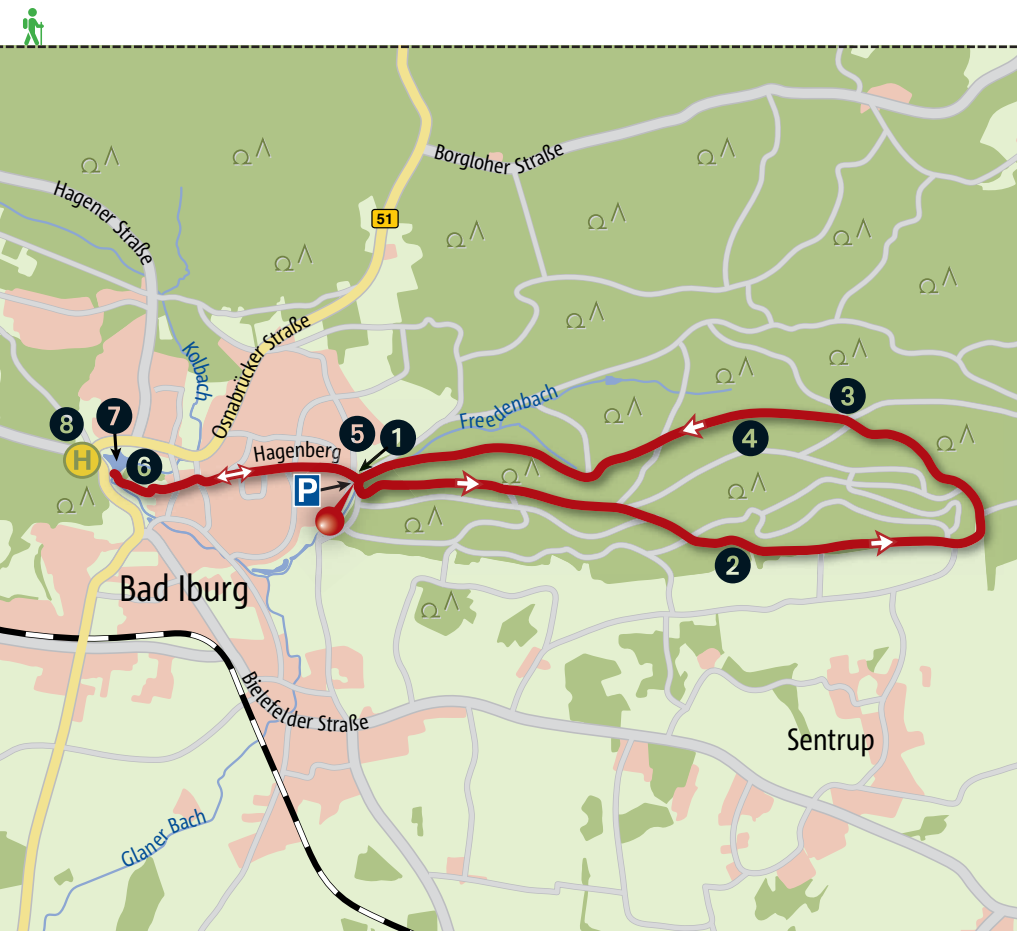 Borgloher Straße
Hagener Straße
51
Osnabrücker Straße
Kolbach
Freedenbach
3
8
7
5
1
4
H
6
Hagenberg
P
2
Bad Iburg
Bielefelder Straße
Sentrup
Glaner Bach